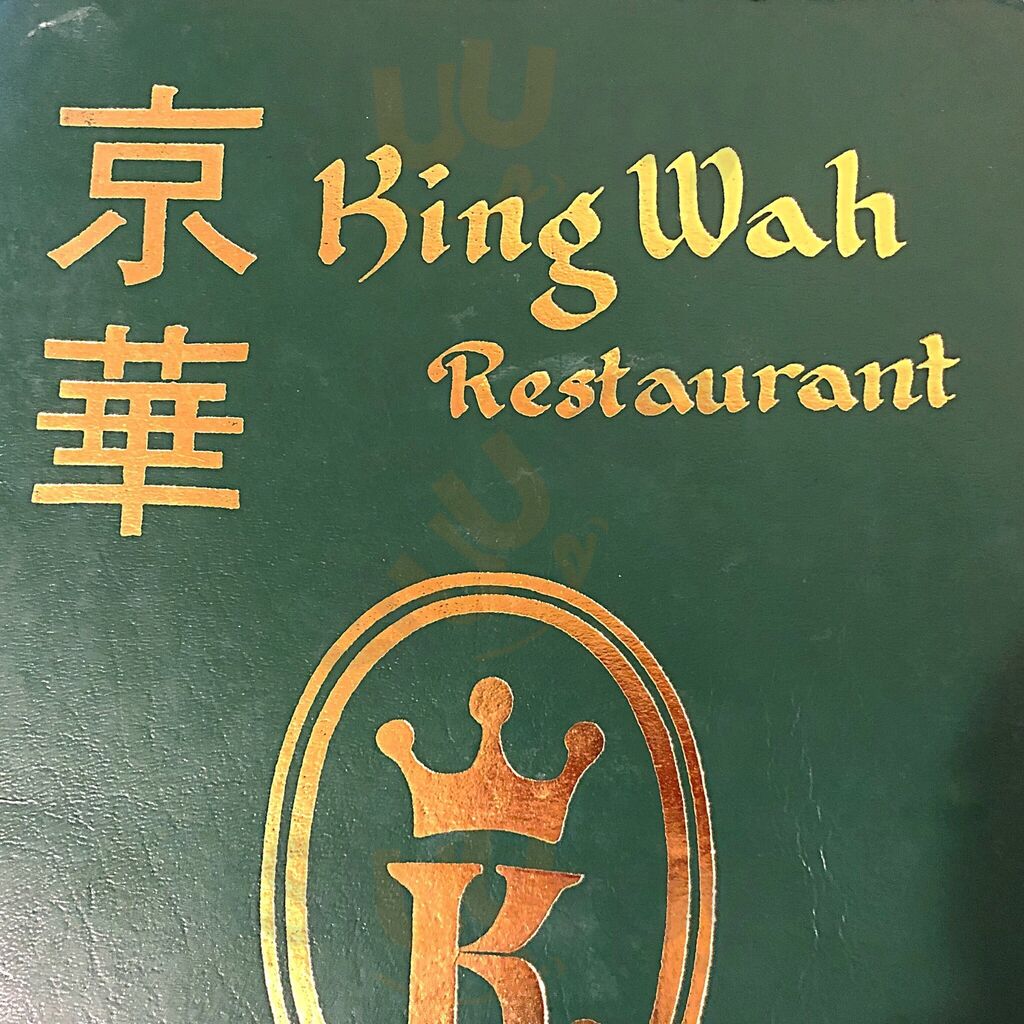 京華
King Wah
Restaurant
K